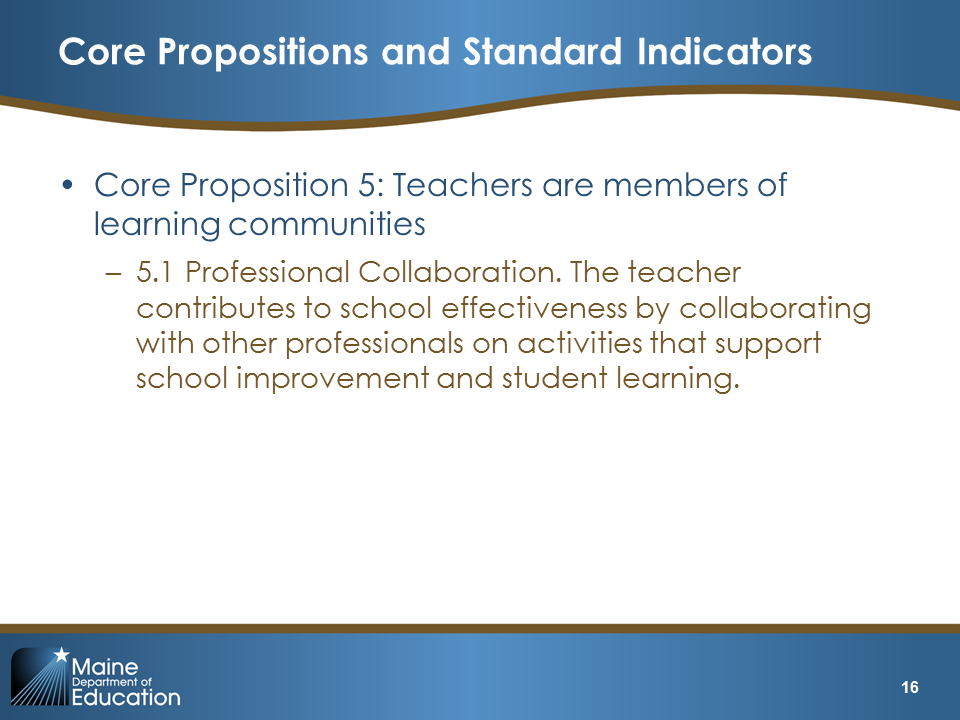 Core Propositions and Standard Indicators
• Core Proposition 5: Teachers are members of
learning communities
– 5.1 Professional Collaboration. The teacher
contributes to school effectiveness by collaborating
with other professionals on activities that support
school improvement and student learning.
Maine
Department of
Education
16